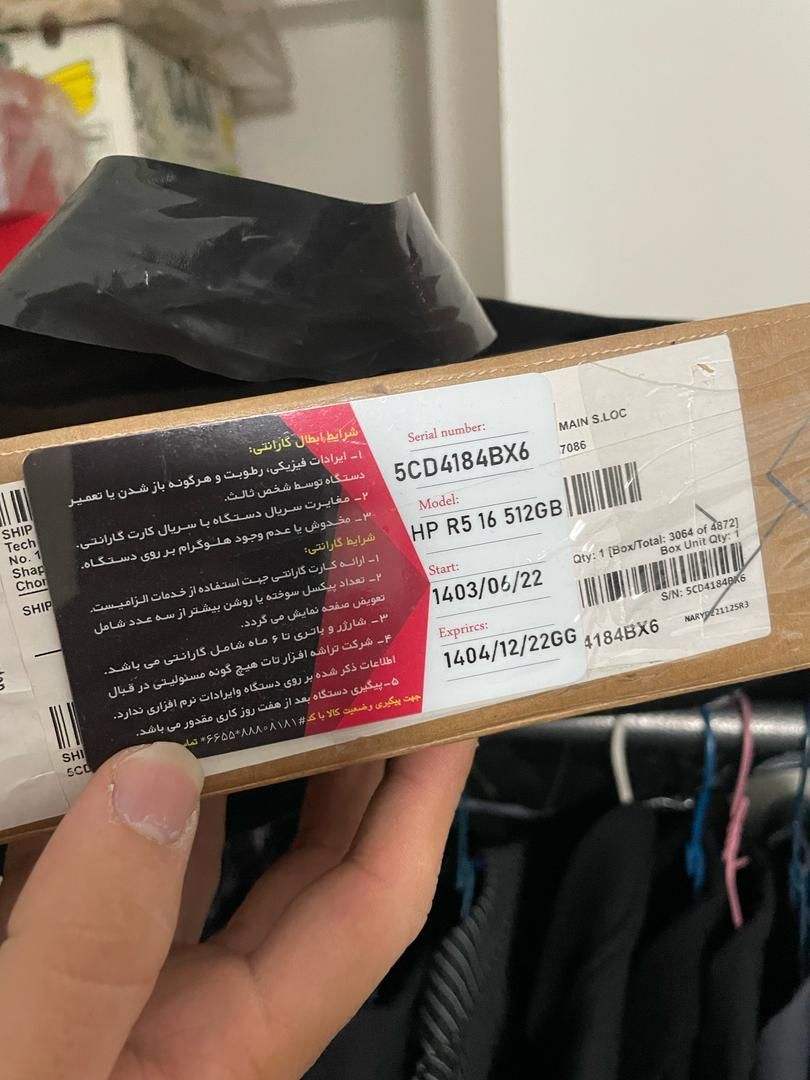 شرایط ابطال گارانتی:
۱- ایرادات فیزیکی، رطوبت و هرگونه باز شدن یا تعمیر
دستگاه توسط شخص ثالث.
۲- مغایرت سریال دستگاه با سریال کارت گارانتی.
۳- مخدوش یا عدم وجود هلوگرام بر روی دستگاه.
شرایط گارانتی:
۱- ارائه کارت گارانتی جهت استفاده از خدمات الزامیست.
۲- تعداد پیکسل سوخته یا روشن بیشتر از سه عدد شامل
تعویض صفحه نمایش می گردد.
۳- شارژر و باتری تا ۶ ماه شامل گارانتی می باشد.
۴- شرکت تراشه افزار تات هیچ گونه مسئولیتی در قبال
اطلاعات ذکر شده بر روی دستگاه وایرادات نرم افزاری ندارد.
۵- پیگیری دستگاه بعد از هفت روز کاری مقدور می باشد.
جهت پیگیری وضعیت کالا با کد
Serial number:
5CD4184BX6
Model:
HP R5 16 512GB
Start:
1403/06/22
Exprircs:
1404/12/22GG
MAIN S.LOC
7086
Qty: 1 [Box/Total: 3064 of 4872]
Box Unit Qty: 1
S/N: 5CD4184BX6
4184BX6
SHIP
Tech
No. 1
Shap
Chor
SHIP
SHI
5CD